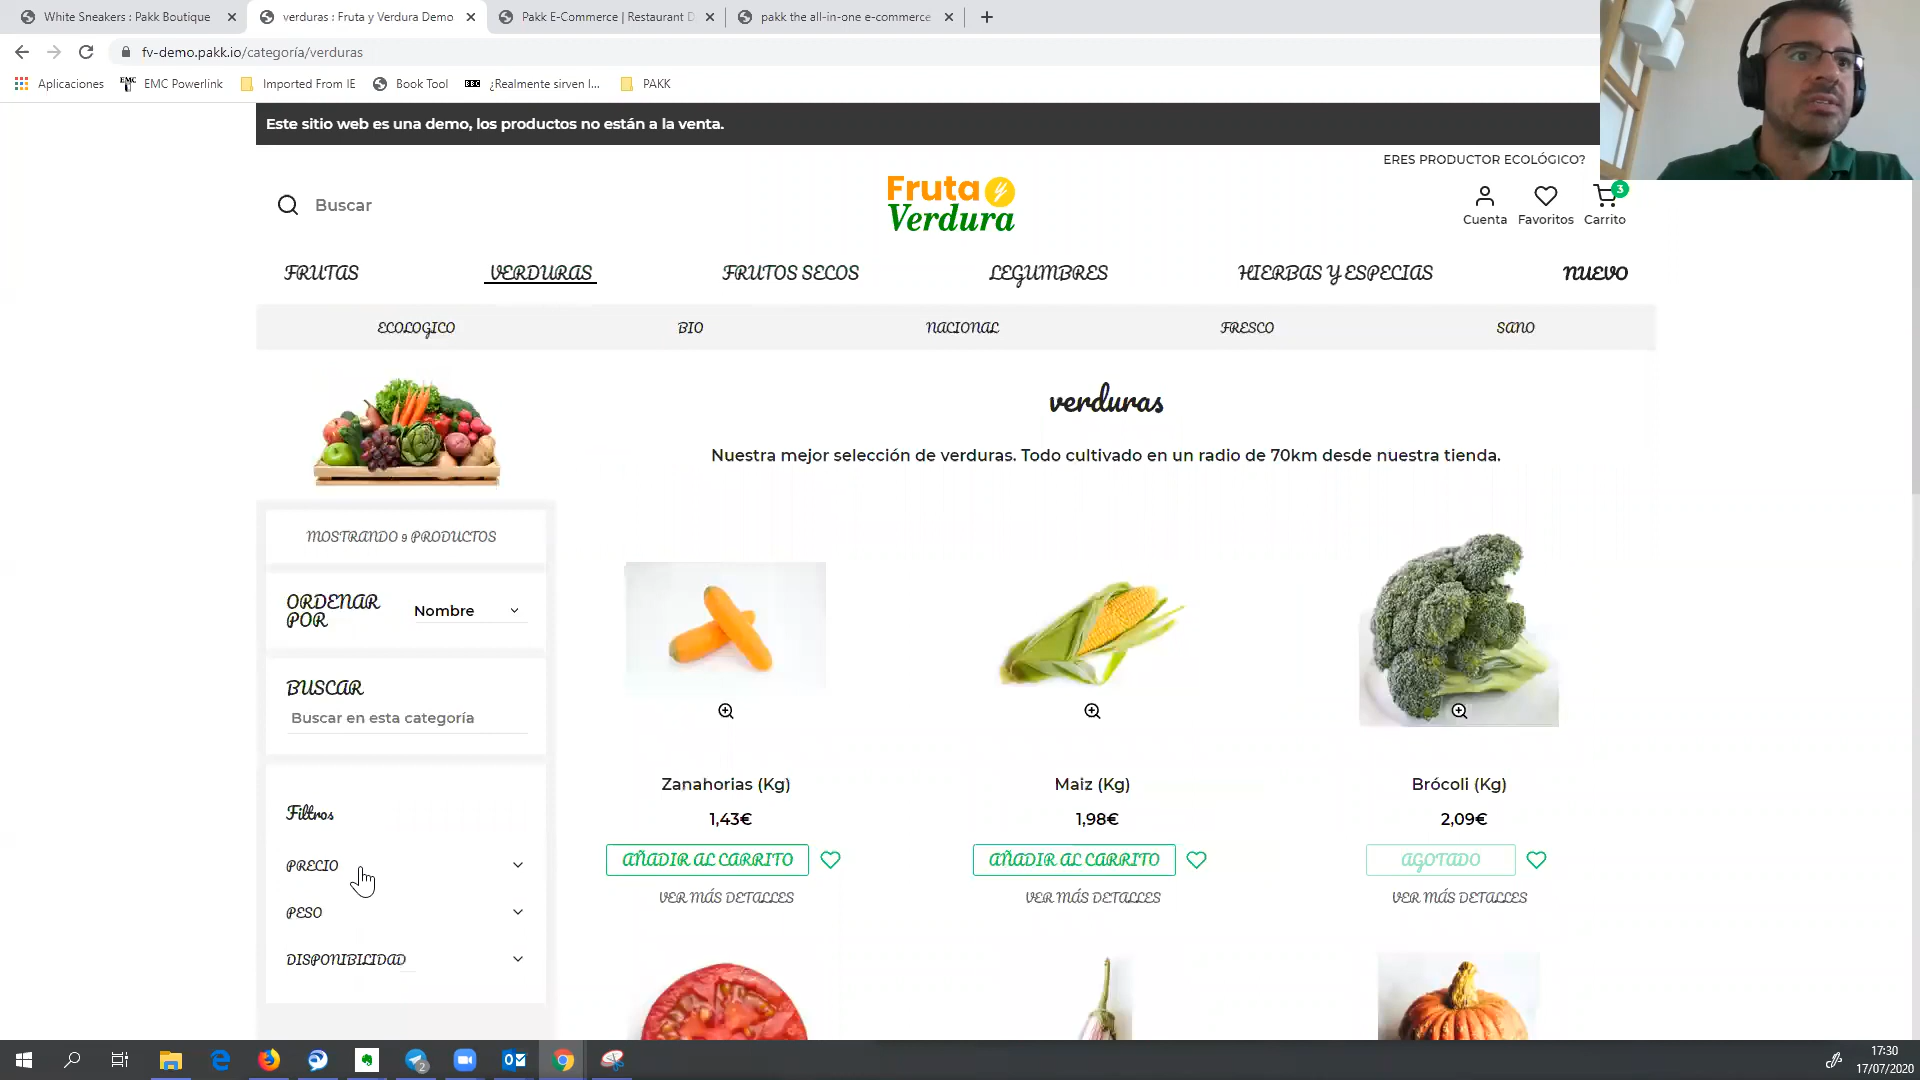 White Sneakers : Pakk Boutique
verduras : Fruta y Verdura Demo
Pakk E-Commerce | Restaurant D
pakk the all-in-one e-commerce
fv-demo.pakk.io/categoría/verduras
Aplicaciones
EMC Powerlink
Imported From IE
Book Tool
BBC
¿Realmente sirven l...
PAKK
Este sitio web es una demo, los productos no están a la venta.
ERES PRODUCTOR ECOLÓGICO?
Buscar
Fruta
Verdura
Cuenta
Favoritos
3
Carrito
FRUTAS
VERDURAS
FRUTOS SECOS
LEGUMBRES
HIERBAS Y ESPECIAS
NUEVO
ECOLOGICO
BIO
NACIONAL
FRESCO
SANO
verduras
Nuestra mejor selección de verduras. Todo cultivado en un radio de 70km desde nuestra tienda.
MOSTRANDO 9 PRODUCTOS
ORDENAR
POR
Nombre
BUSCAR
Buscar en esta categoría
Filtros
PRECIO
PESO
DISPONIBILIDAD
Zanahorias (Kg)
1,43€
AÑADIR AL CARRITO
VER MÁS DETALLES
Maiz (Kg)
1,98€
AÑADIR AL CARRITO
VER MÁS DETALLES
Brócoli (Kg)
2,09€
AGOTADO
VER MÁS DETALLES
2
17:30
17/07/2020